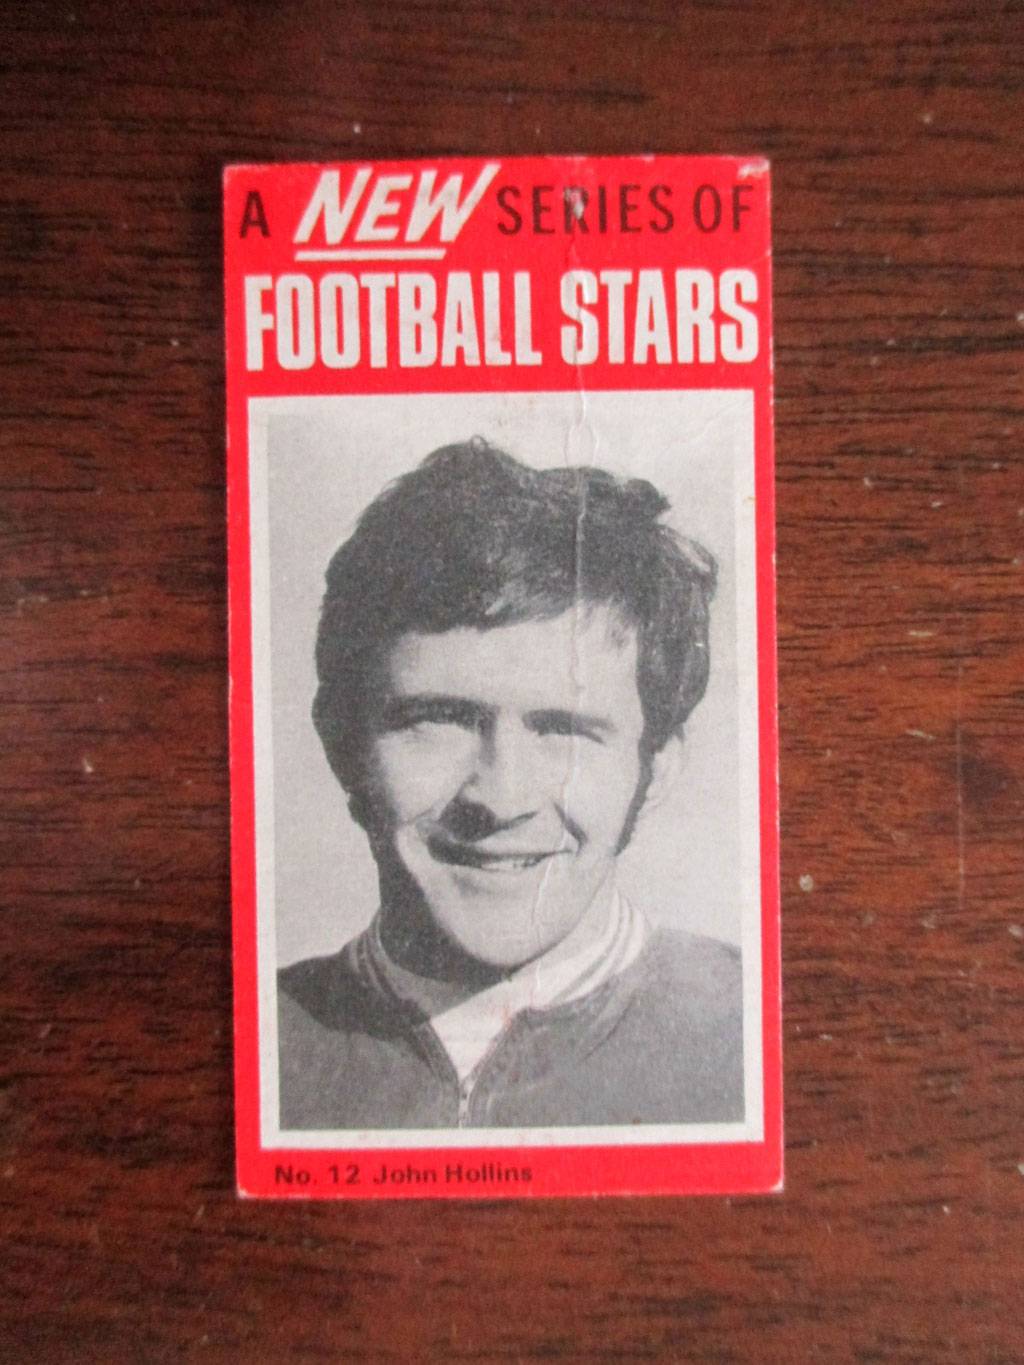 A NEW SERIES OF
FOOTBALL STARS
No. 12 John Hollins